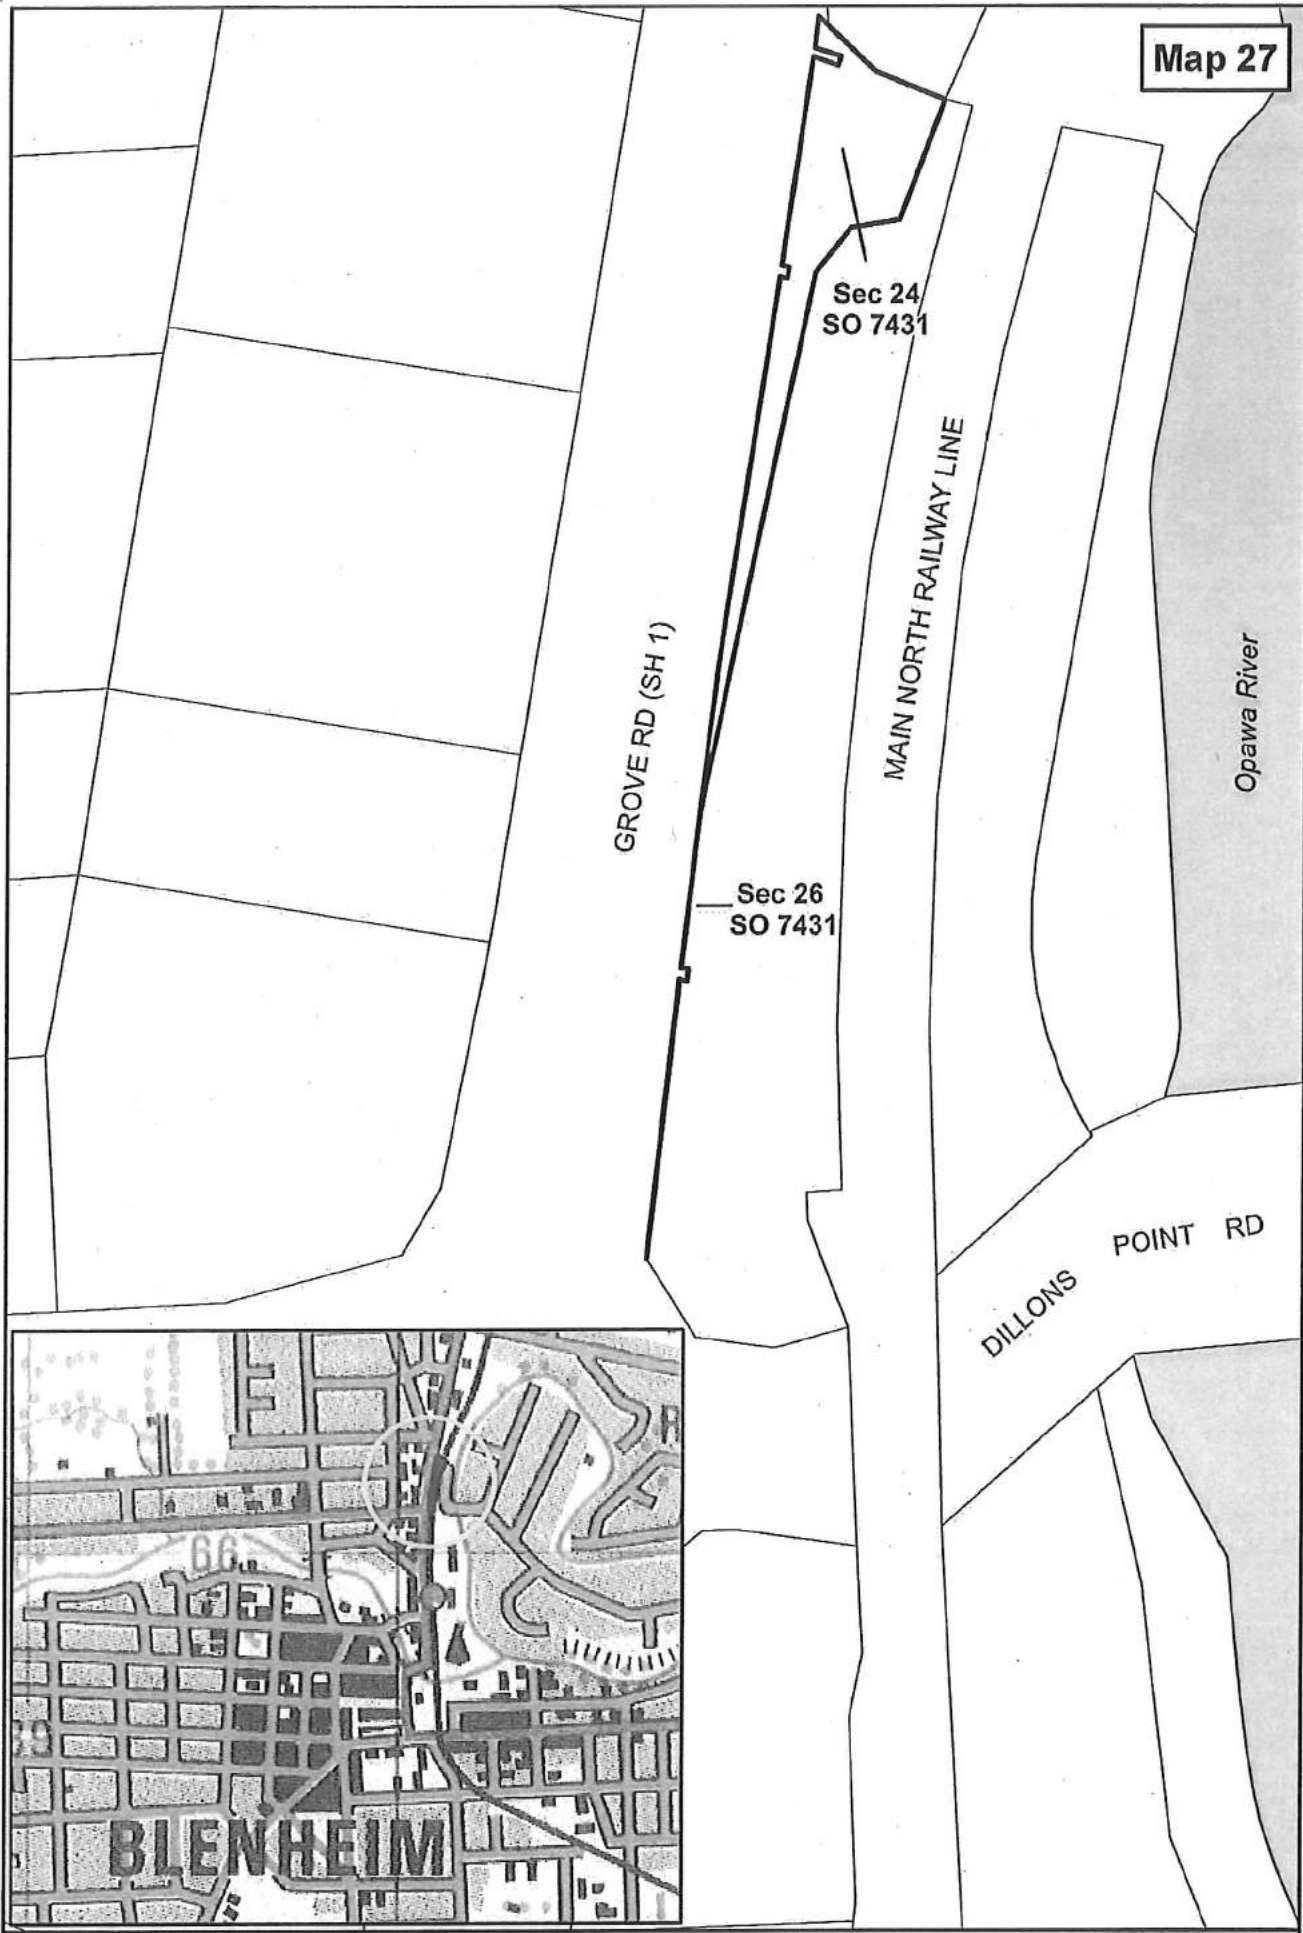 Map 27
Sec 24
SO 7431
MAIN NORTH RAILWAY LINE
GROVE RD (SH 1)
Opawa River
Sec 26
SO 7431
DILLONS POINT RD
66
BLENHEIM